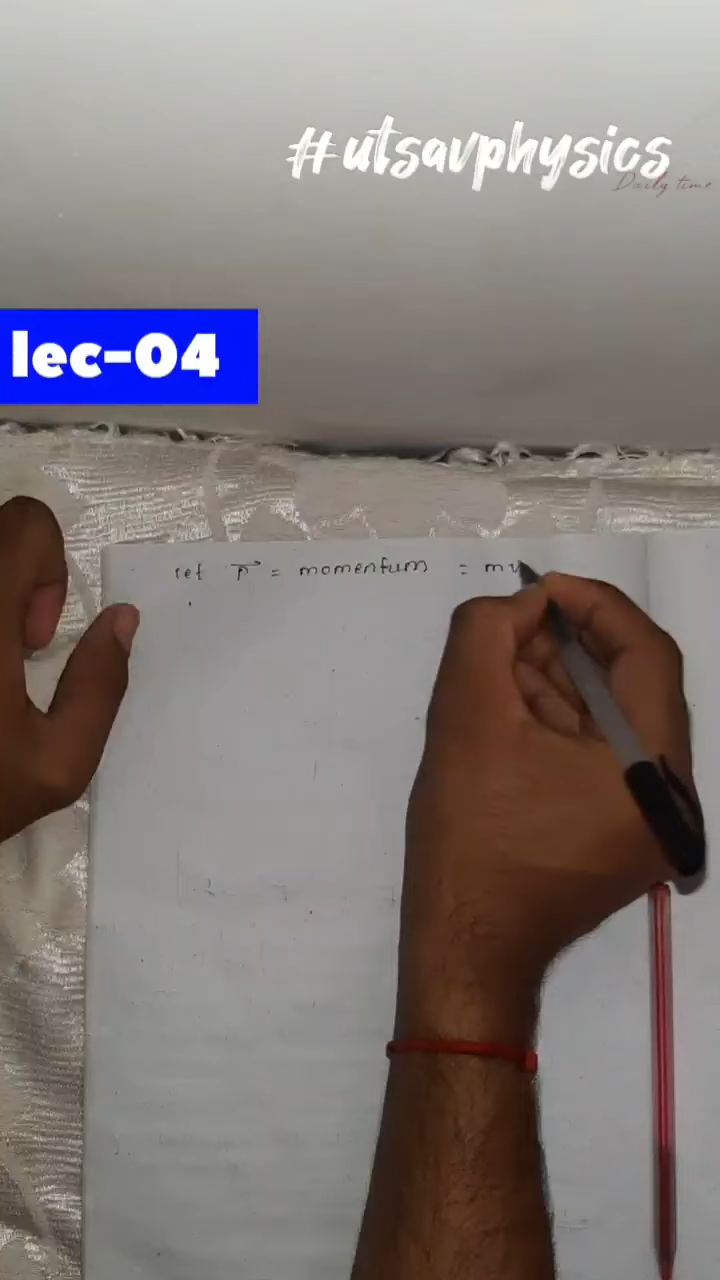 #utsavphysics
Daily time
lec-04
let P⃗ = momentum = mv